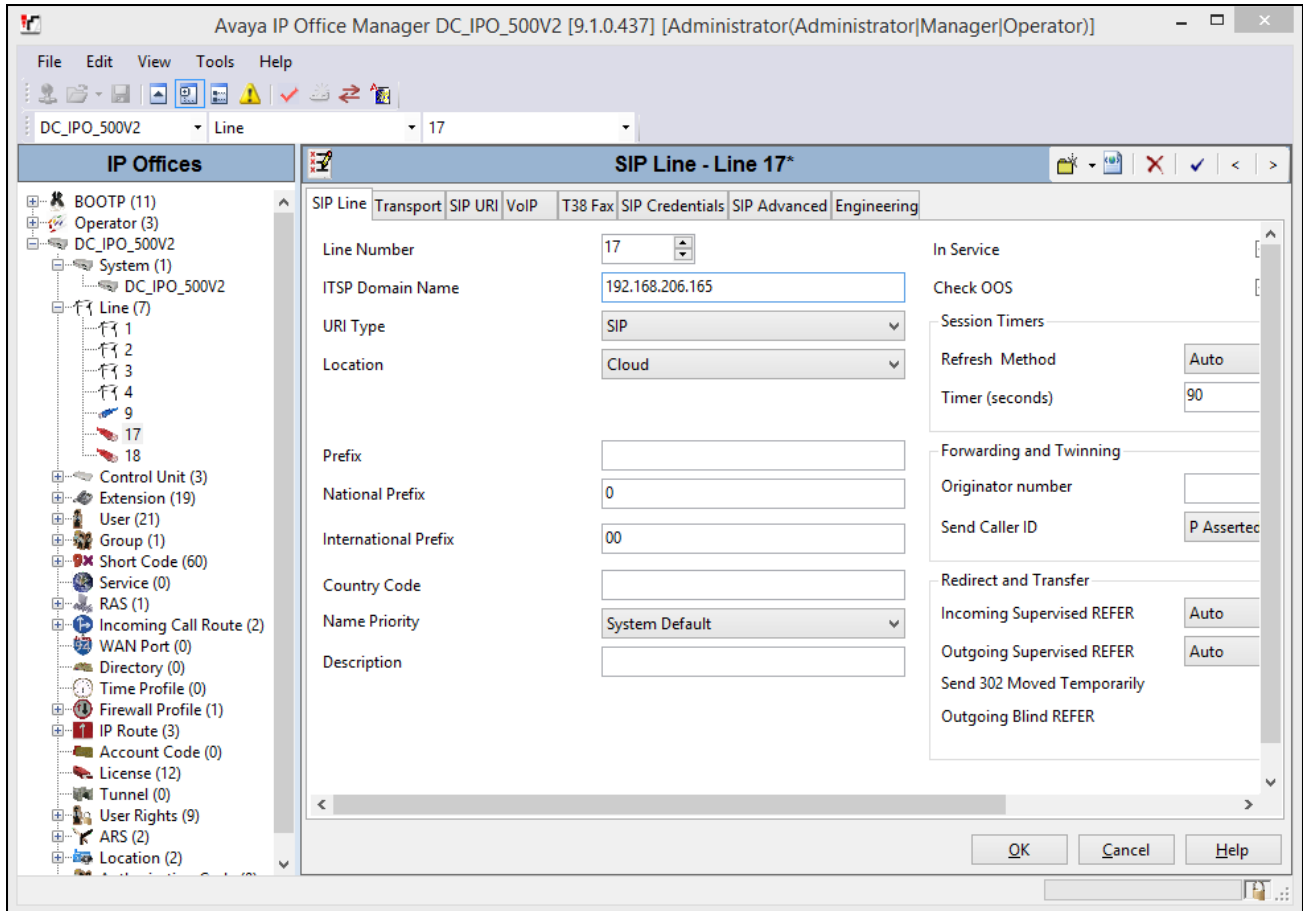 Avaya IP Office Manager DC_IPO_500V2 [9.1.0.437] [Administrator(Administrator|Manager|Operator)]
File Edit View Tools Help
DC_IPO_500V2 Line 17
IP Offices
BOOTP (11)
Operator (3)
DC_IPO_500V2
System (1)
DC_IPO_500V2
Line (7)
1
2
3
4
9
17
18
Control Unit (3)
Extension (19)
User (21)
Group (1)
Short Code (60)
Service (0)
RAS (1)
Incoming Call Route (2)
WAN Port (0)
Directory (0)
Time Profile (0)
Firewall Profile (1)
IP Route (3)
Account Code (0)
License (12)
Tunnel (0)
User Rights (9)
ARS (2)
Location (2)
SIP Line - Line 17*
SIP Line Transport SIP URI VoIP T38 Fax SIP Credentials SIP Advanced Engineering
Line Number 17
ITSP Domain Name 192.168.206.165
URI Type SIP
Location Cloud
Prefix
National Prefix 0
International Prefix 00
Country Code
Name Priority System Default
Description
In Service
Check OOS
Session Timers
Refresh Method Auto
Timer (seconds) 90
Forwarding and Twinning
Originator number
Send Caller ID P Asserted
Redirect and Transfer
Incoming Supervised REFER Auto
Outgoing Supervised REFER Auto
Send 302 Moved Temporarily
Outgoing Blind REFER
OK Cancel Help